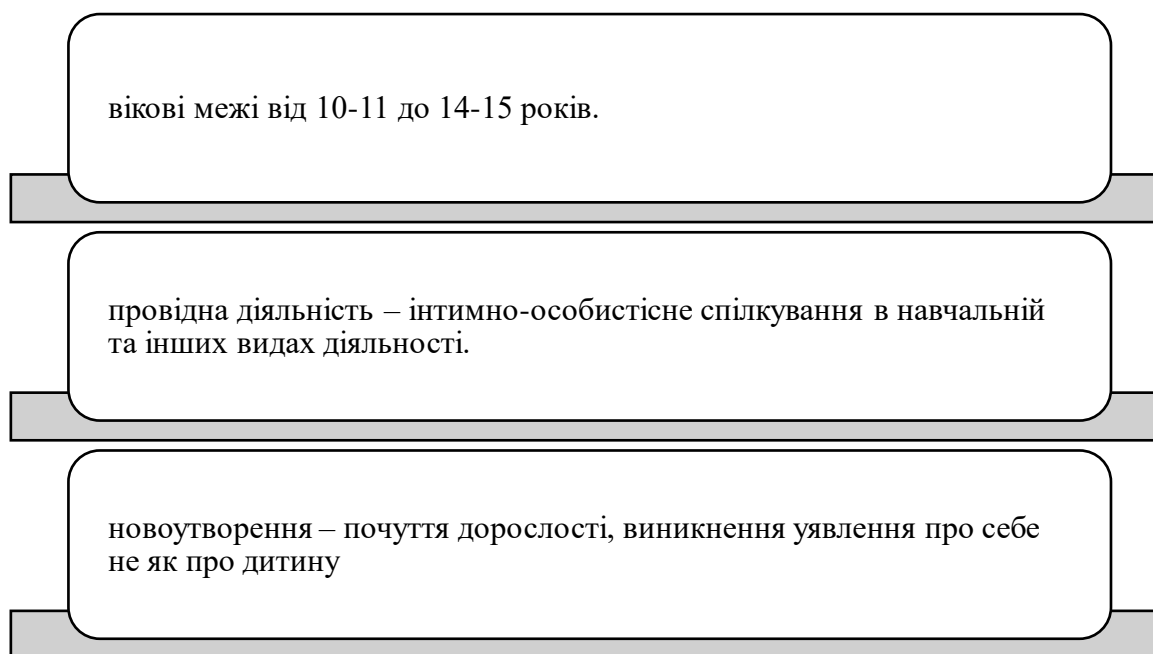 вікові межі від 10-11 до 14-15 років.
провідна діяльність – інтимно-особистісне спілкування в навчальній
та інших видах діяльності.
новоутворення – почуття дорослості, виникнення уявлення про себе
не як про дитину